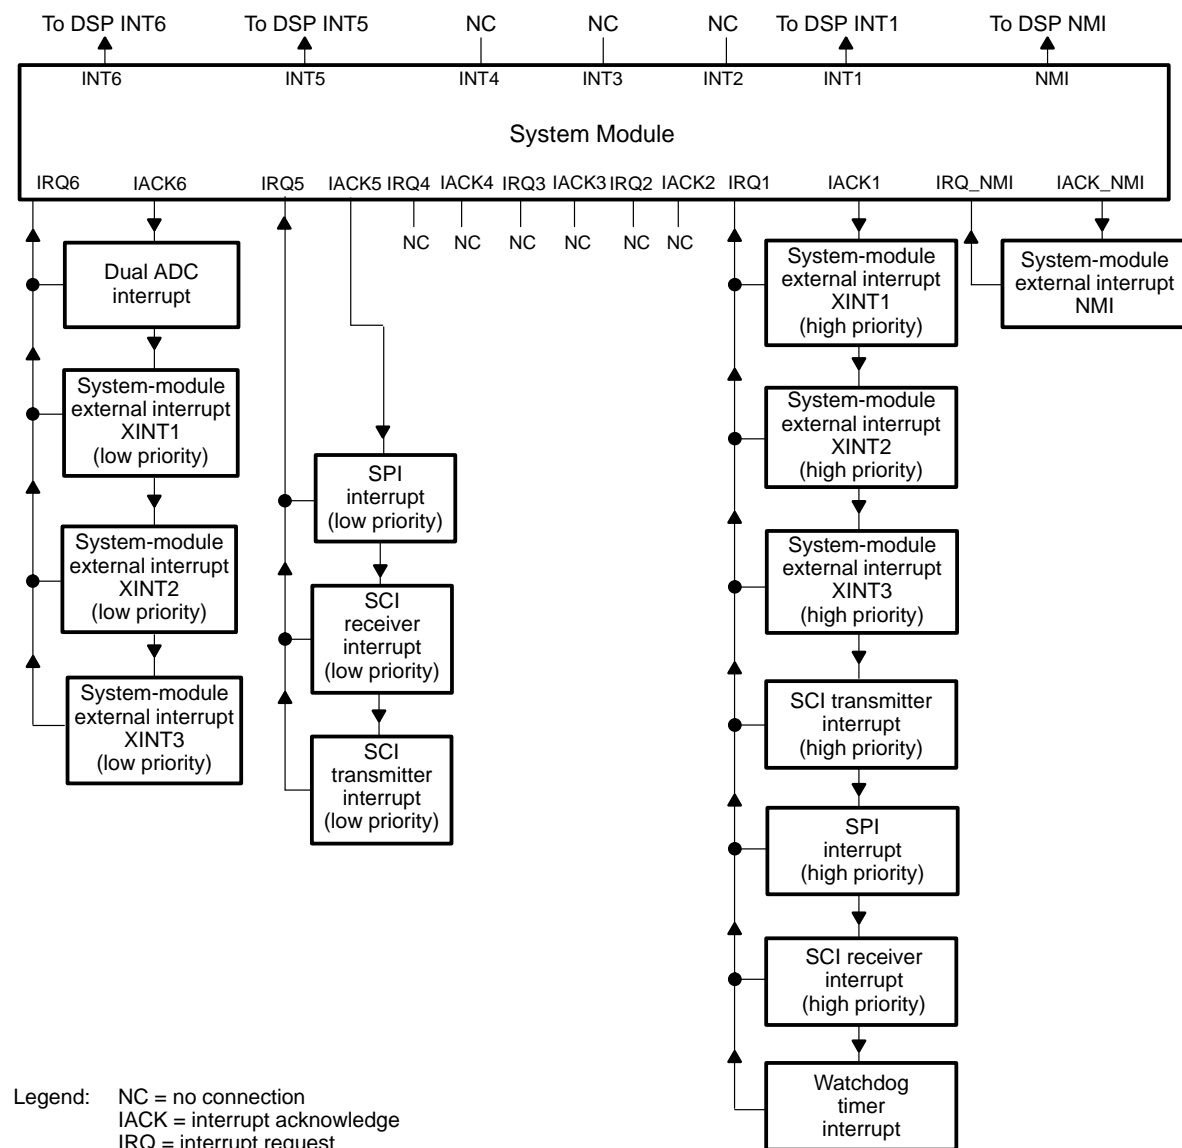 To DSP INT6 To DSP INT5 NC NC NC To DSP INT1 To DSP NMI
INT6 INT5 INT4 INT3 INT2 INT1 NMI
System Module
IRQ6 IACK6 IRQ5 IACK5 IRQ4 IACK4 IRQ3 IACK3 IRQ2 IACK2 IRQ1 IACK1 IRQ_NMI IACK_NMI
NC NC NC NC NC NC
Dual ADC
interrupt
System-module
external interrupt
XINT1
(low priority)
System-module
external interrupt
XINT2
(low priority)
System-module
external interrupt
XINT3
(low priority)
SPI
interrupt
(low priority)
SCI
receiver
interrupt
(low priority)
SCI
transmitter
interrupt
(low priority)
System-module
external interrupt
XINT1
(high priority)
System-module
external interrupt
XINT2
(high priority)
System-module
external interrupt
XINT3
(high priority)
SCI transmitter
interrupt
(high priority)
SPI
interrupt
(high priority)
SCI receiver
interrupt
(high priority)
Watchdog
timer
interrupt
System-module
external interrupt
NMI
Legend: NC = no connection
IACK = interrupt acknowledge
IRQ = interrupt request